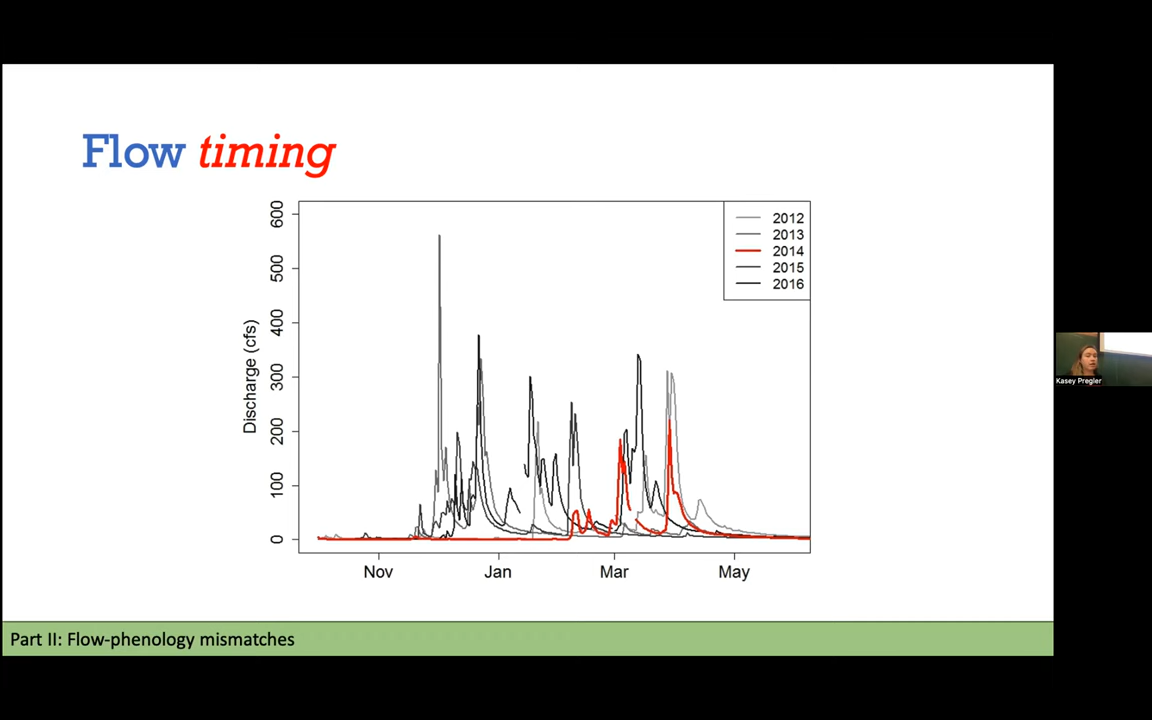 Flow timing
600
500
400
300
200
100
0
Discharge (cfs)
2012
2013
2014
2015
2016
Nov Jan Mar May
Kasey Pregler
Part II: Flow-phenology mismatches